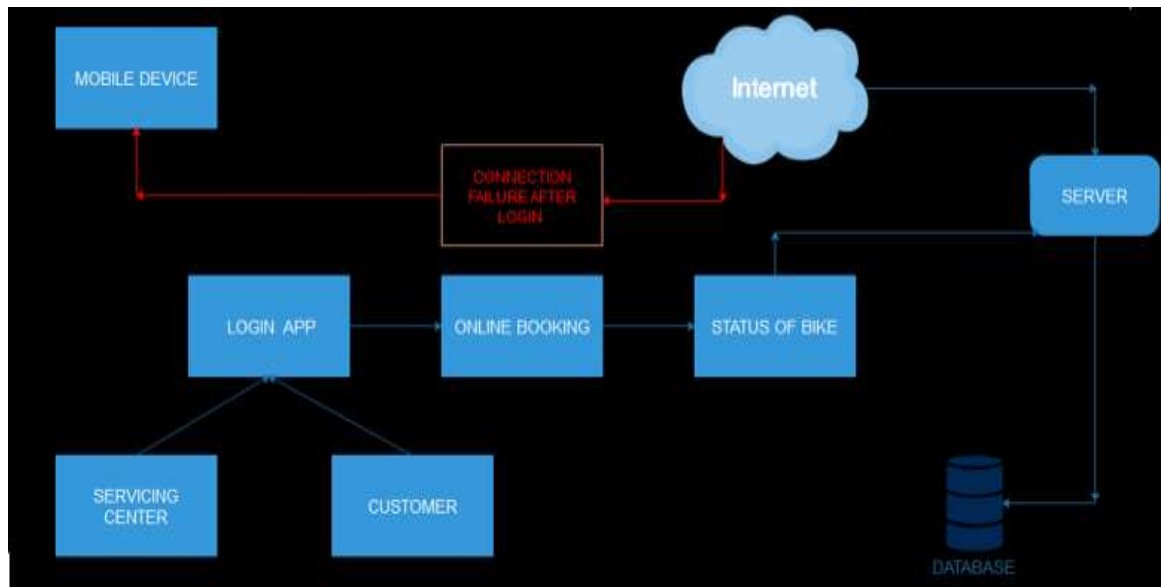 MOBILE DEVICE
Internet
CONNECTION
FAILURE AFTER
LOGIN
SERVER
LOGIN APP
ONLINE BOOKING
STATUS OF BIKE
SERVICING
CENTER
CUSTOMER
DATABASE